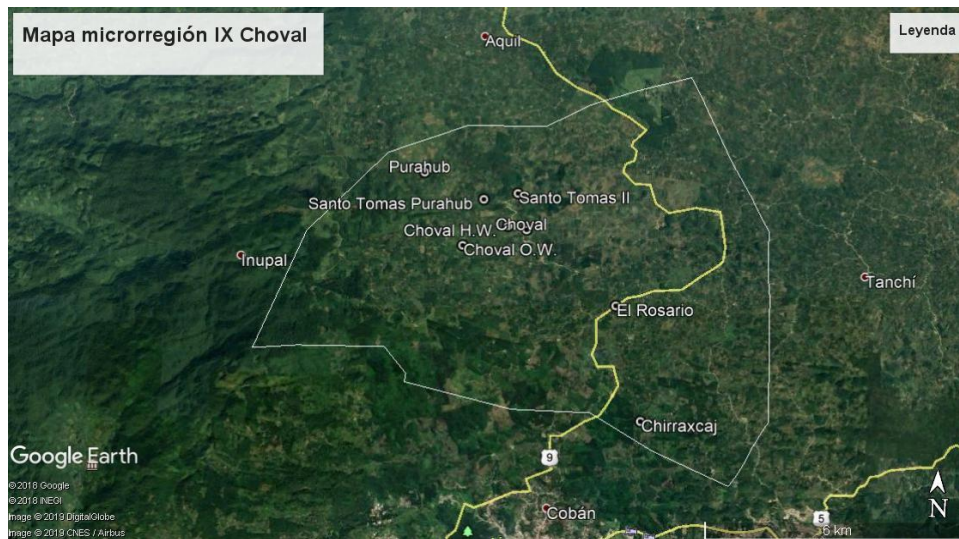 Mapa microrregión IX Choval
Leyenda
Aquil
Purahub
Santo Tomas Purahub
Santo Tomas II
Choval
Choval H.W.
Choval O.W.
Inupal
Tanchí
El Rosario
Chirraxcaj
Google Earth
9
©2018 Google
©2018 INEGI
Image ©2019 DigitalGlobe
Image ©2019 CNES / Airbus
Cobán
5
6 km
N